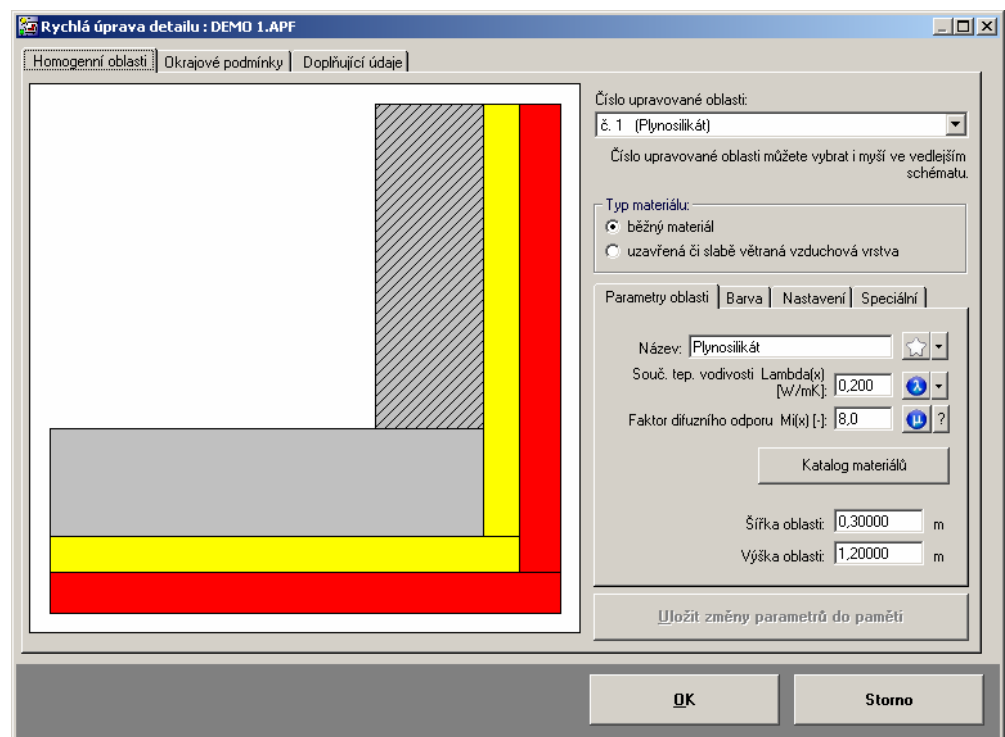 Rychlá úprava detailu : DEMO 1.APF
Homogenní oblasti Okrajové podmínky Doplňující údaje
Číslo upravované oblasti:
č. 1 (Plynosilikát)
Číslo upravované oblasti můžete vybrat i myší ve vedlejším
schématu.
Typ materiálu:
běžný materiál
uzavřená či slabě větraná vzduchová vrstva
Parametry oblasti Barva Nastavení Speciální
Název: Plynosilikát
Souč. tep. vodivosti Lambda(x)
[W/mK]: 0,200 λ
Faktor difuzního odporu Mi(x) [-]: 8,0 μ ?
Katalog materiálů
Šířka oblasti: 0,30000 m
Výška oblasti: 1,20000 m
Uložit změny parametrů do paměti
OK Storno